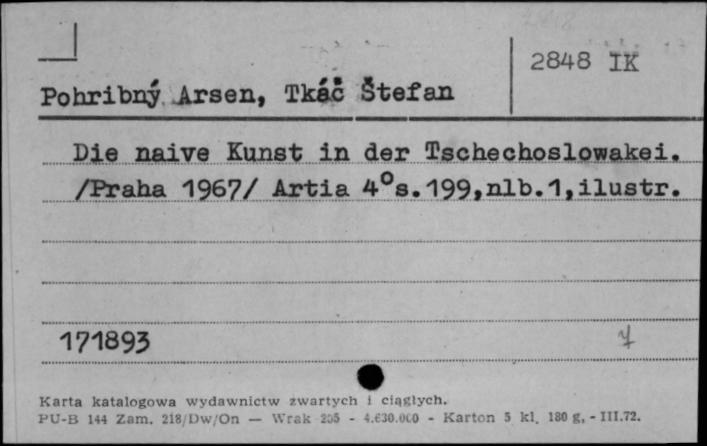 2848 IK
Pohribný Arsen, Tkáč Štefan
Die naive Kunst in der Tschechoslowakei.
/Praha 1967/ Artia 4°s.199,nlb.1,ilustr.
171893
Karta katalogowa wydawnictw zwartych i ciągłych.
PU-B 144 Zam. 218/Dw/On — Wrak 205 - 4.630.000 - Karton 5 kl. 180 g. - III.72.